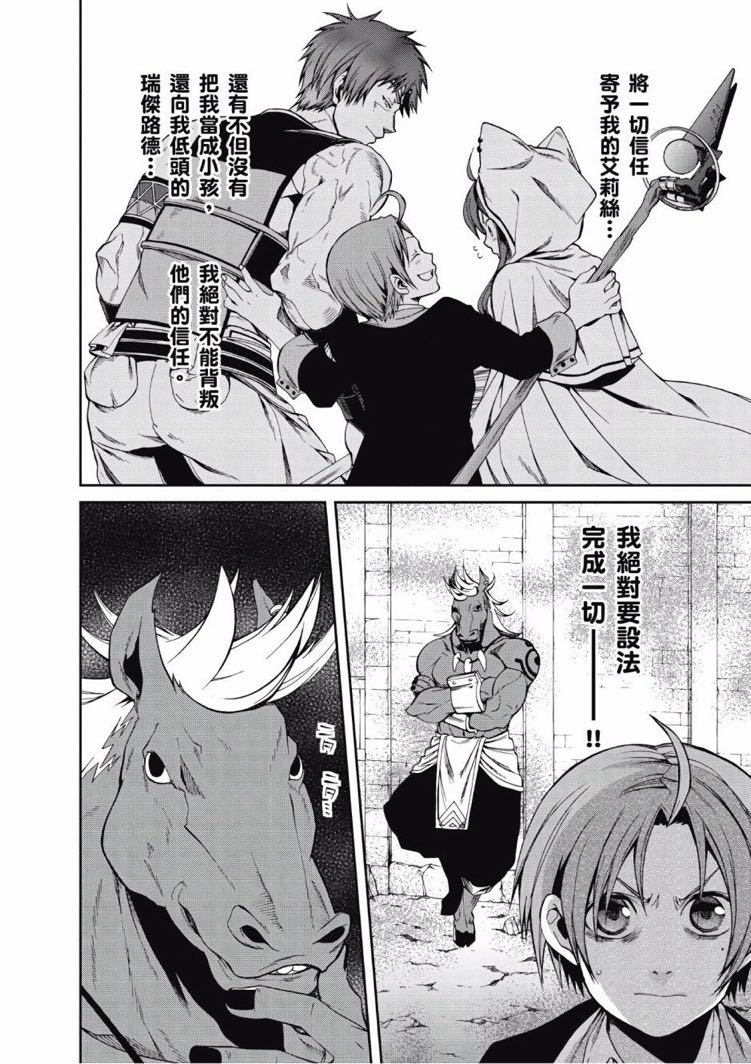 將一切信任
寄予我的艾莉絲…
還有不但沒有
把我當成小孩，
還向我低頭的
瑞傑路德…
我絕對不能背叛
他們的信任。
我絕對要設法
完成一切——!!